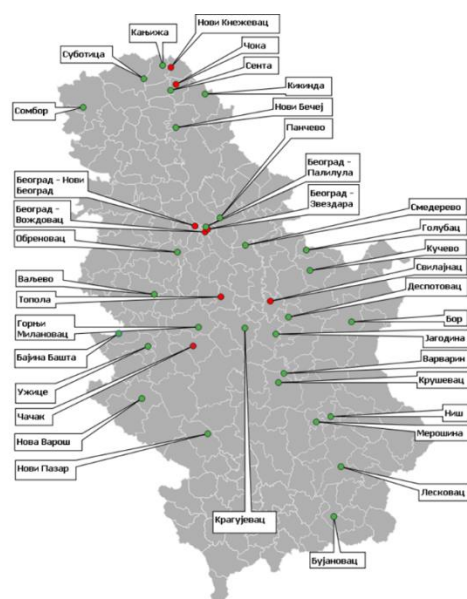 Кањижа
Нови Кнежевац
Суботица
Чока
Сента
Кикинда
Сомбор
Нови Бечеј
Панчево
Београд - Нови
Београд
Београд -
Палилула
Београд -
Вождовац
Београд -
Звездара
Смедерево
Обреновац
Голубац
Кучево
Ваљево
Свилајнац
Топола
Деспотовац
Горњи
Милановац
Бор
Бајина Башта
Јагодина
Варварин
Ужице
Крушевац
Чачак
Ниш
Нова Варош
Мерошина
Нови Пазар
Лесковац
Крагујевац
Бујановац